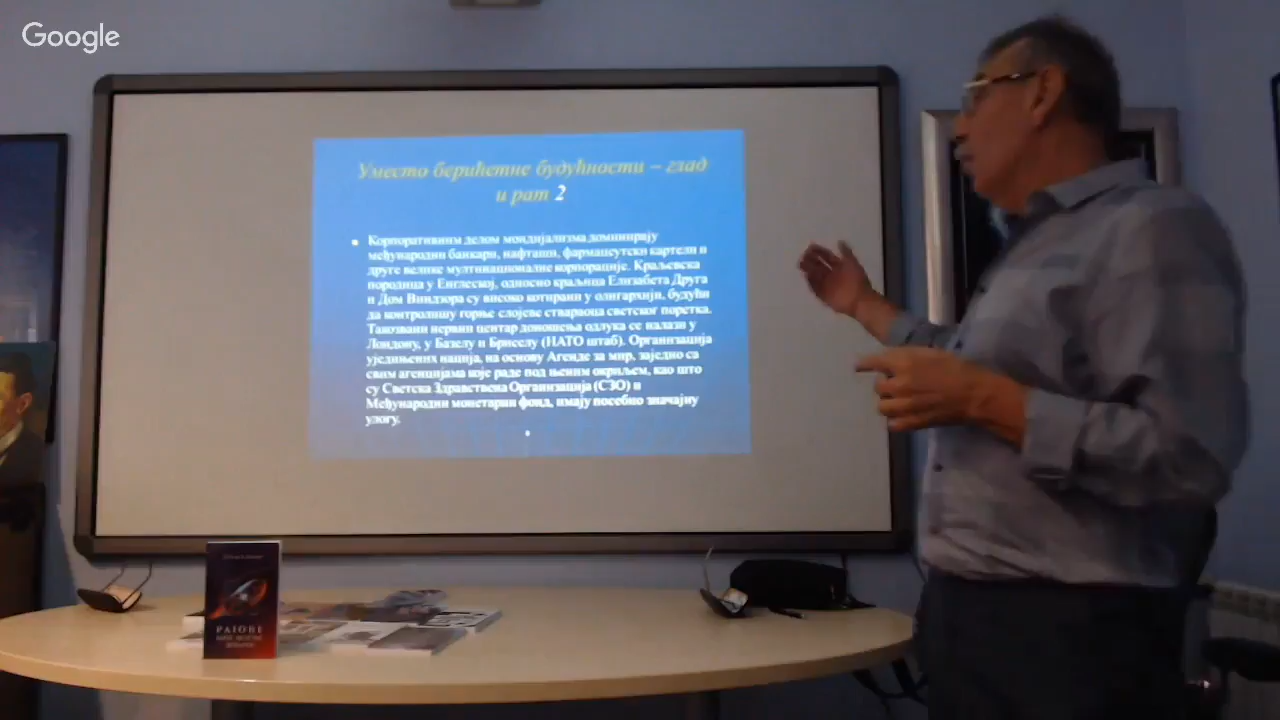 Google
Уместо берићетне будућности – глад
и рат 2
Корпоративним делом мондијализма доминирају
међународни банкари, нафташи, фармацеутски картели и
друге велике мултинационалне корпорације. Краљевска
породица у Енглеској, односно краљица Елизабета Друга
и Дом Виндзора су високо котирани у олигархији, будући
да контролишу горње слојеве стварaоца светског поретка.
Такозвани нервни центар доношења одлука се налази у
Лондону, у Базелу и Бриселу (НАТО штаб). Организација
уједињених нација, на основу Агенде за мир, заједно са
свим агенцијама које раде под њеним окриљем, као што
су Светска Здравствена Организација (СЗО) и
Међународни монетарни фонд, имају посебно значајну
улогу.